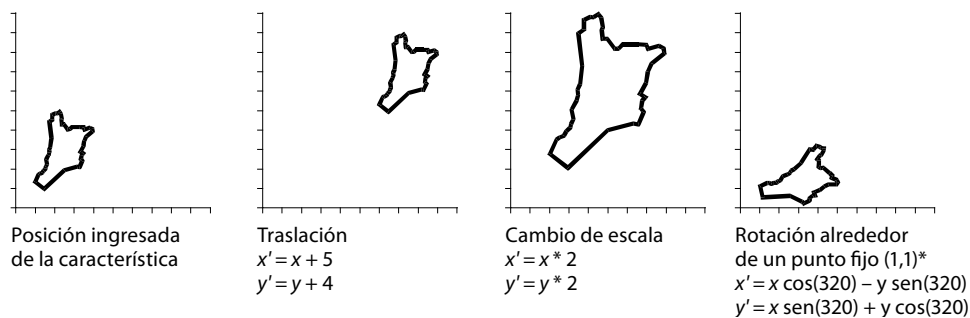 Posición ingresada
de la característica
Traslación
x' = x + 5
y' = y + 4
Cambio de escala
x' = x * 2
y' = y * 2
Rotación alrededor
de un punto fijo (1,1)*
x' = x cos(320) – y sen(320)
y' = x sen(320) + y cos(320)